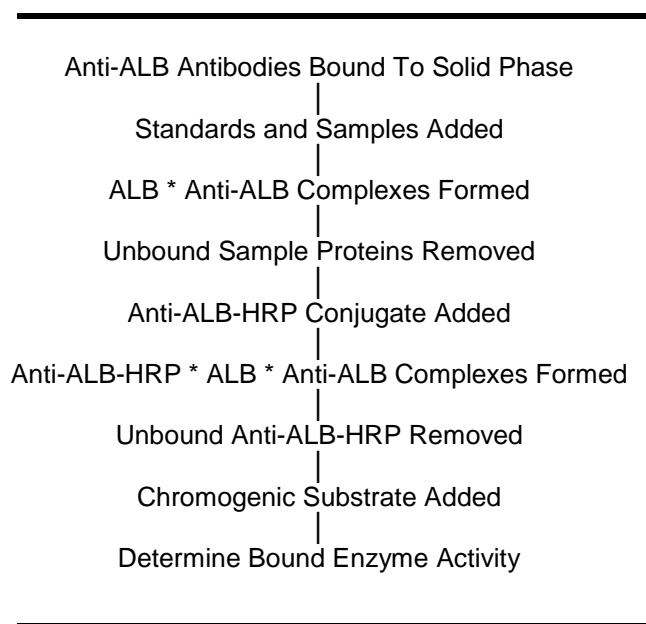 Anti-ALB Antibodies Bound To Solid Phase
Standards and Samples Added
ALB * Anti-ALB Complexes Formed
Unbound Sample Proteins Removed
Anti-ALB-HRP Conjugate Added
Anti-ALB-HRP * ALB * Anti-ALB Complexes Formed
Unbound Anti-ALB-HRP Removed
Chromogenic Substrate Added
Determine Bound Enzyme Activity